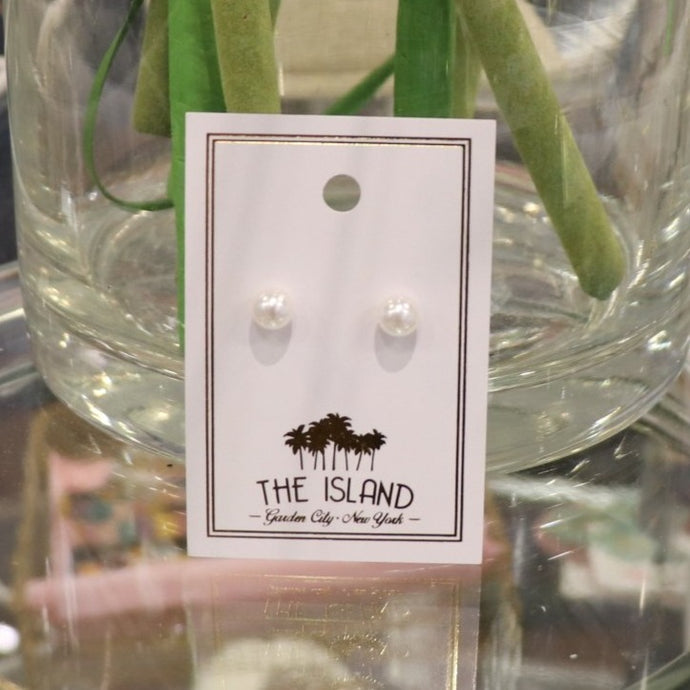 THE ISLAND
— Garden City · New York —